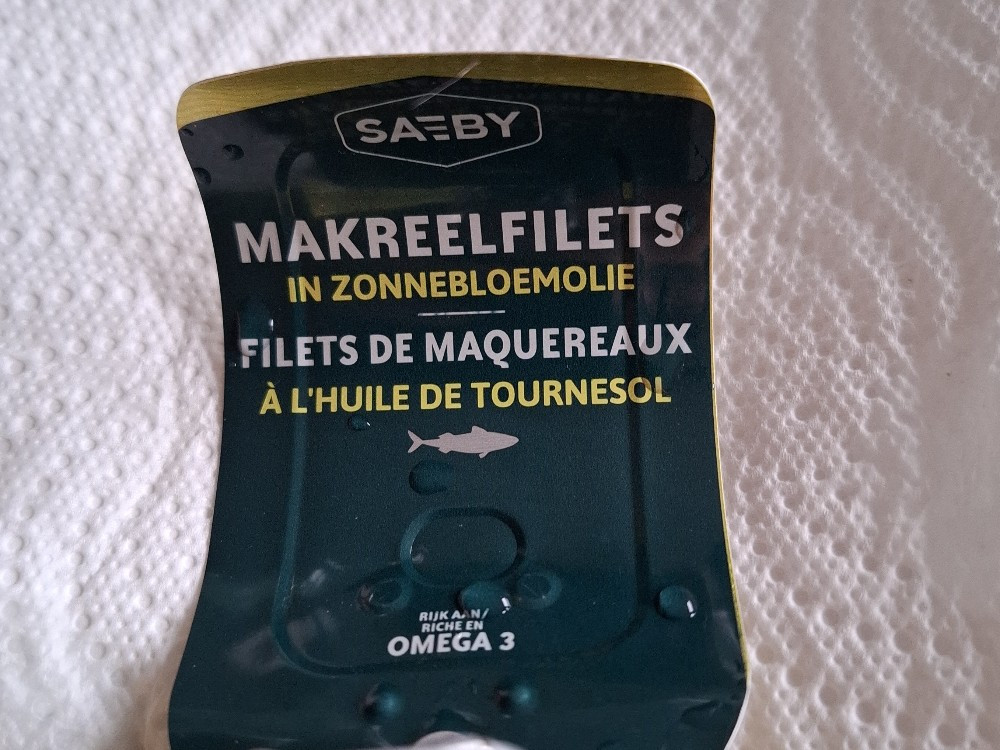 SAEBY
MAKREELFILETS
IN ZONNEBLOEMOLIE
FILETS DE MAQUEREAUX
À L'HUILE DE TOURNESOL
RIJK AAN/
RICHE EN
OMEGA 3